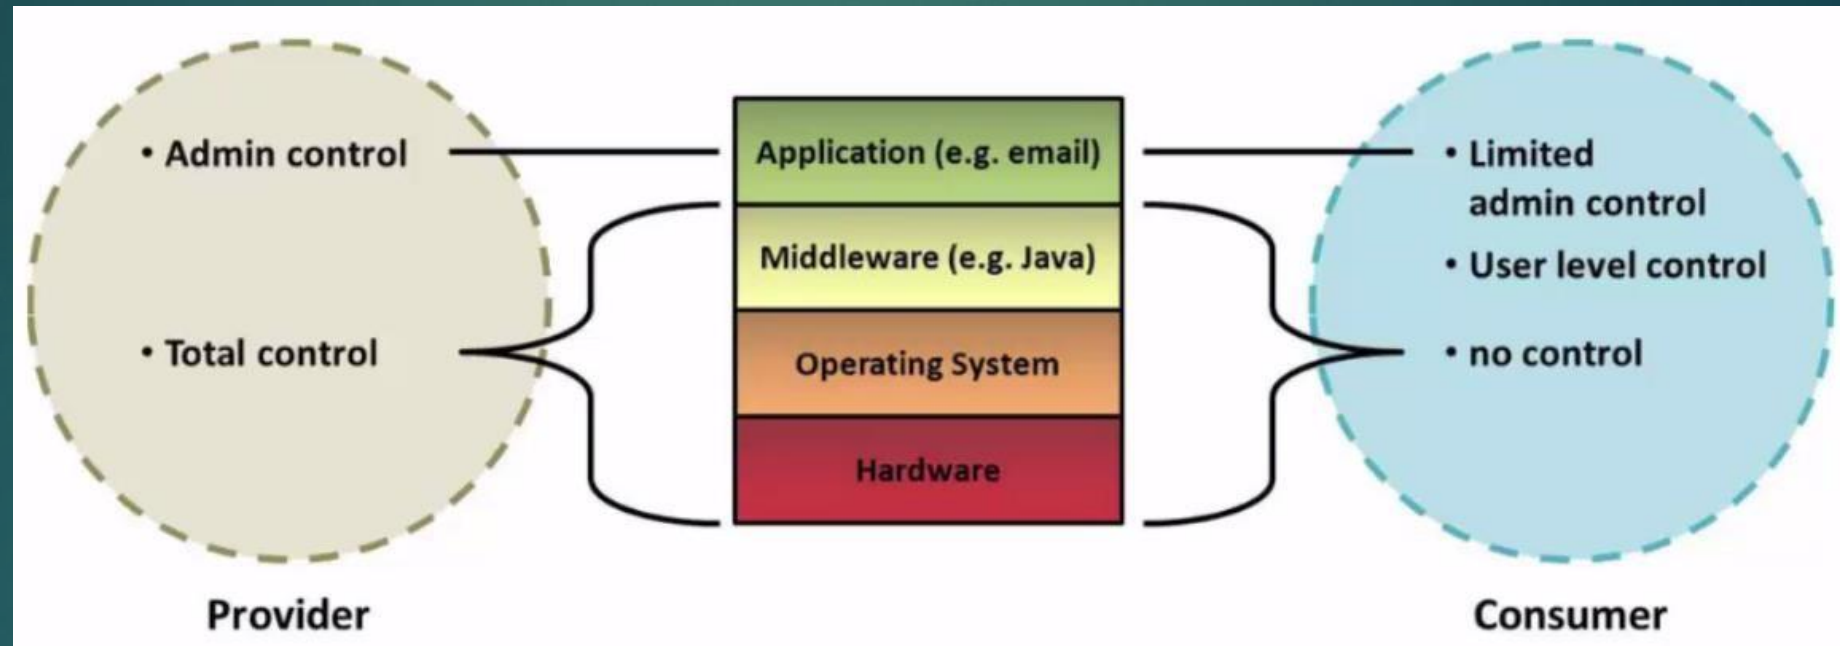 • Admin control
• Total control
Provider
Application (e.g. email)
Middleware (e.g. Java)
Operating System
Hardware
• Limited
admin control
• User level control
• no control
Consumer